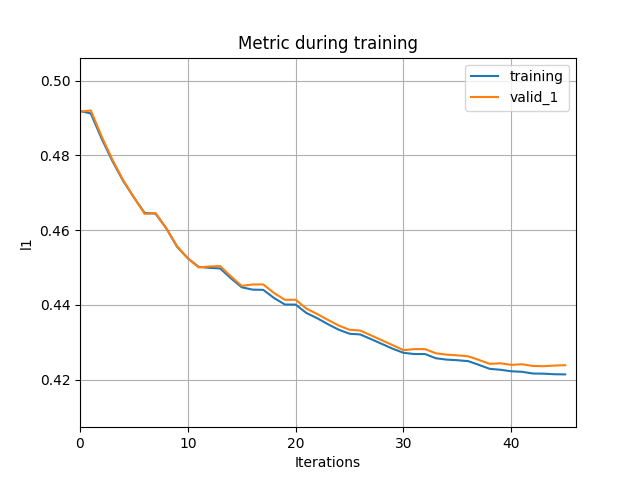 Metric during training
training
valid_1
0.50
0.48
0.46
0.44
0.42
l1
0 10 20 30 40
Iterations